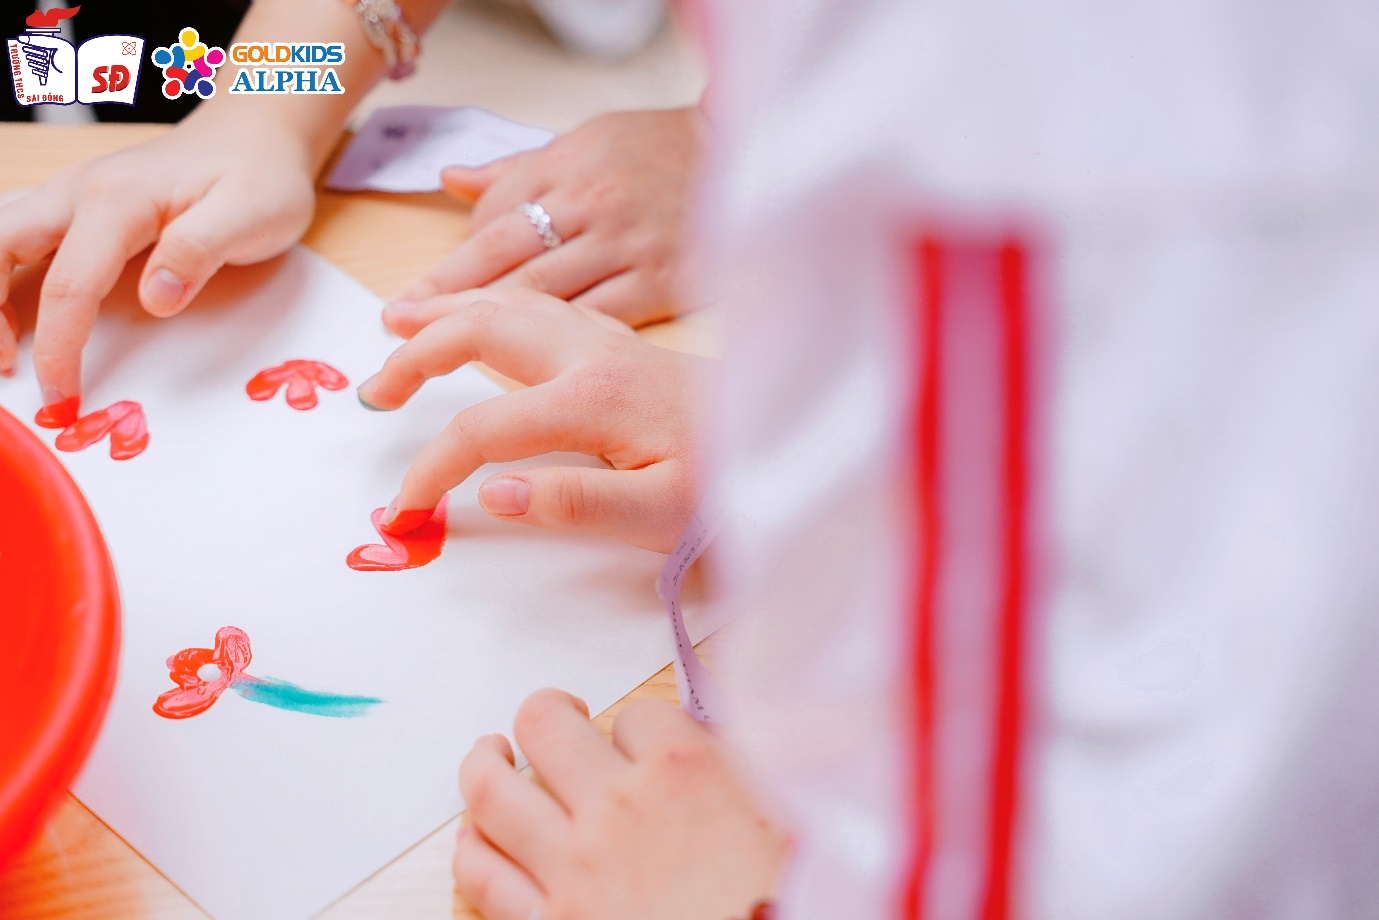 TRƯỜNG THCS
SÀI ĐỒNG
SĐ
GOLDKIDS
ALPHA